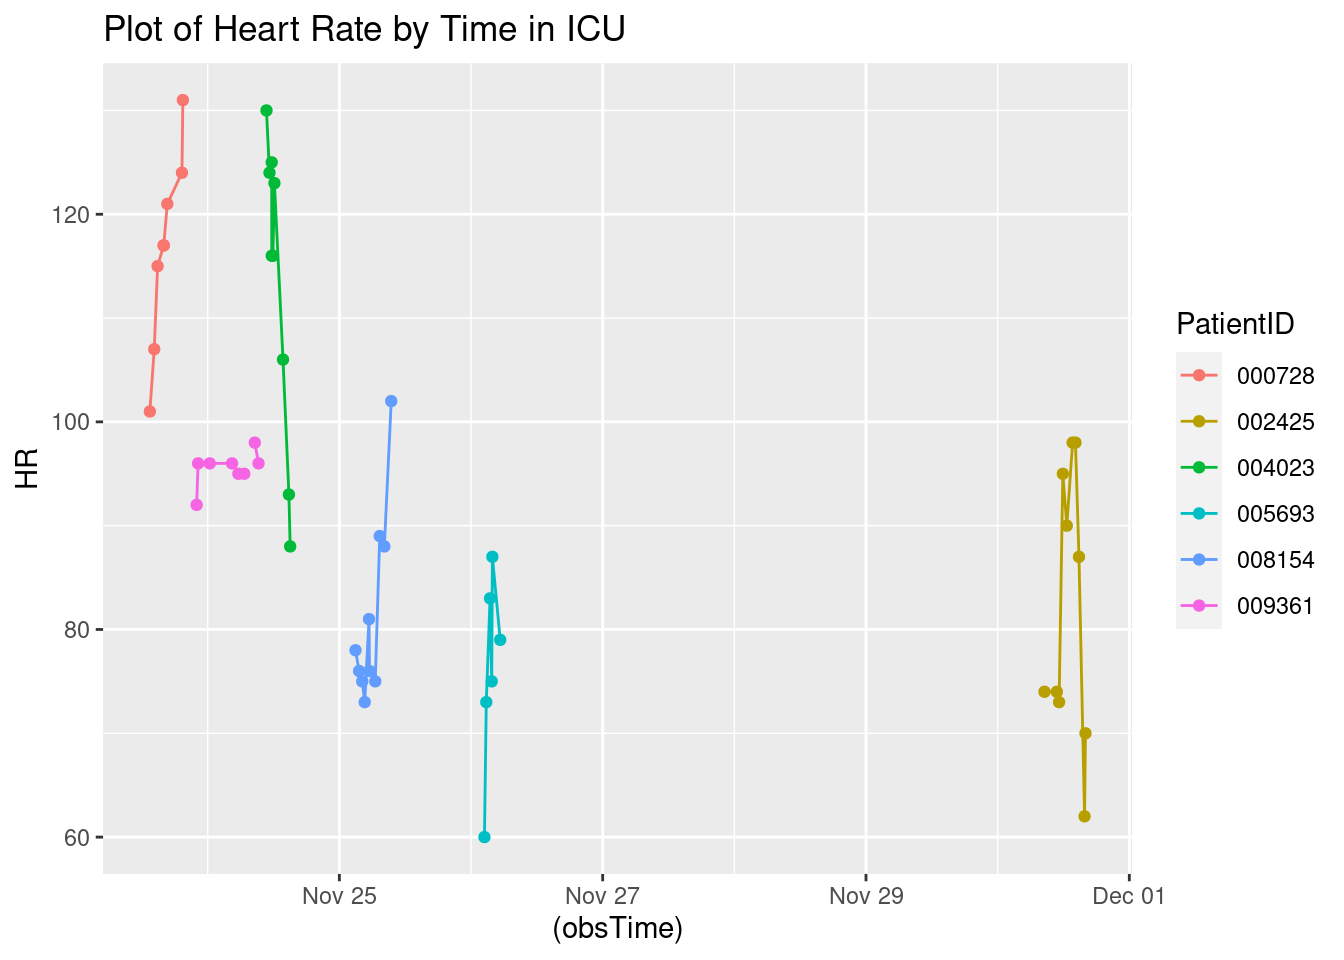 Plot of Heart Rate by Time in ICU
120
100
80
60
HR
Nov 25
Nov 27
Nov 29
Dec 01
(obsTime)
PatientID
000728
002425
004023
005693
008154
009361